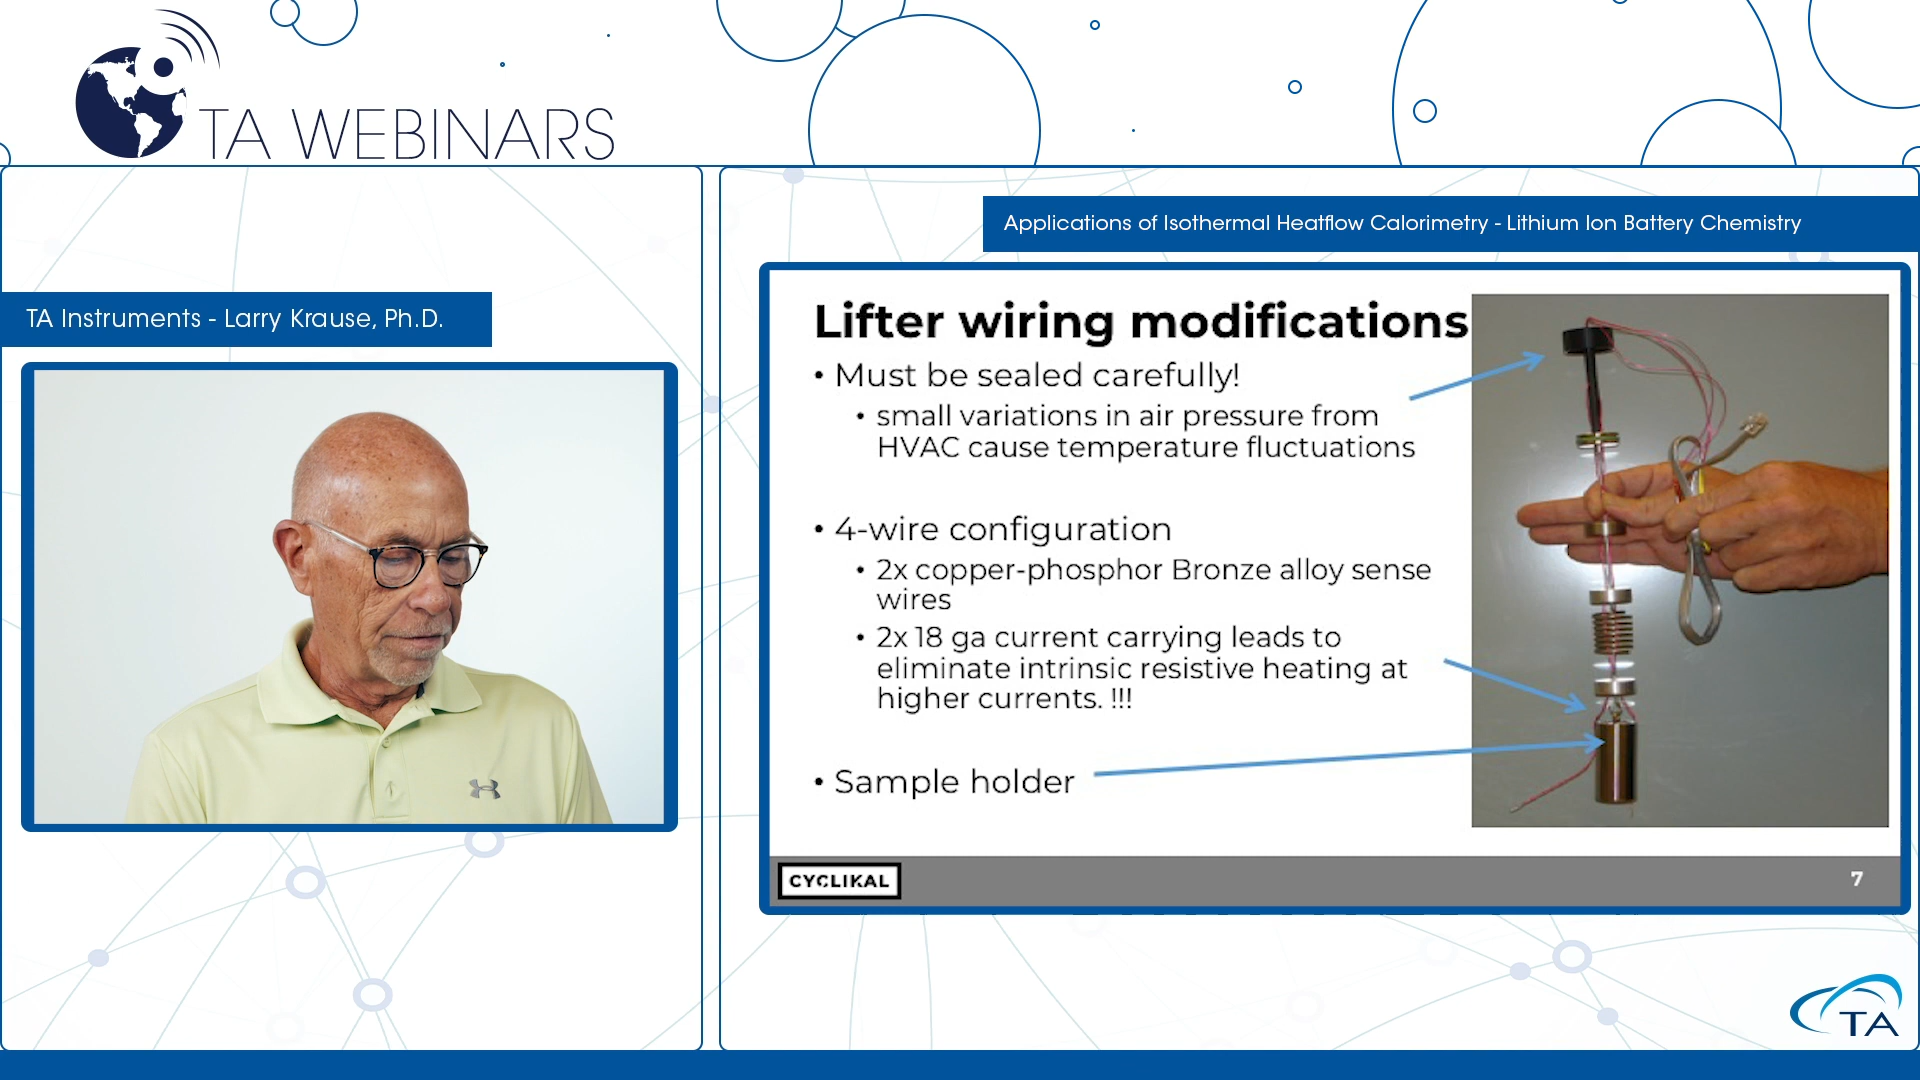 TA WEBINARS
Applications of Isothermal Heatflow Calorimetry - Lithium Ion Battery Chemistry
TA Instruments - Larry Krause, Ph.D.
Lifter wiring modifications
• Must be sealed carefully!
• small variations in air pressure from
HVAC cause temperature fluctuations
• 4-wire configuration
• 2x copper-phosphor Bronze alloy sense
wires
• 2x 18 ga current carrying leads to
eliminate intrinsic resistive heating at
higher currents. !!!
• Sample holder
CYCLIKAL
7
TA